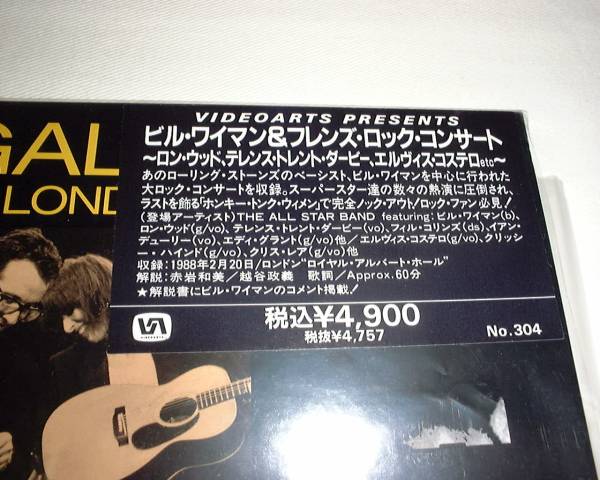 GAL
LOND
VIDEOARTS PRESENTS
ビル・ワイマン&フレンズ・ロック・コンサート
〜ロン・ウッド、テレンス・トレント・ダービー、エルヴィス・コステロetc〜
あのローリング・ストーンズのベーシスト、ビル・ワイマンを中心に行われた
大ロック・コンサートを収録。スーパースター達の数々の熱演に圧倒され、
ラストを飾る「ホンキー・トンク・ウィメン」で完全ノック・アウト!ロック・ファン必見!
(登場アーティスト)THE ALL STAR BAND featuring:ビル・ワイマン(b)、
ロン・ウッド(g/vo)、テレンス・トレント・ダービー(vo)、フィル・コリンズ(ds)、イアン・
デューリー(vo)、エディ・グラント(g/vo)他/エルヴィス・コステロ(g/vo)、クリッシ
ー・ハインド(g/vo)、クリス・レア(g/vo)他
収録:1988年2月20日/ロンドン“ロイヤル・アルバート・ホール”
解説:赤岩和美/越谷政義 歌詞/Approx.60分
★解説書にビル・ワイマンのコメント掲載!
VIDEOARTS
税込¥4,900
税抜¥4,757
No.304